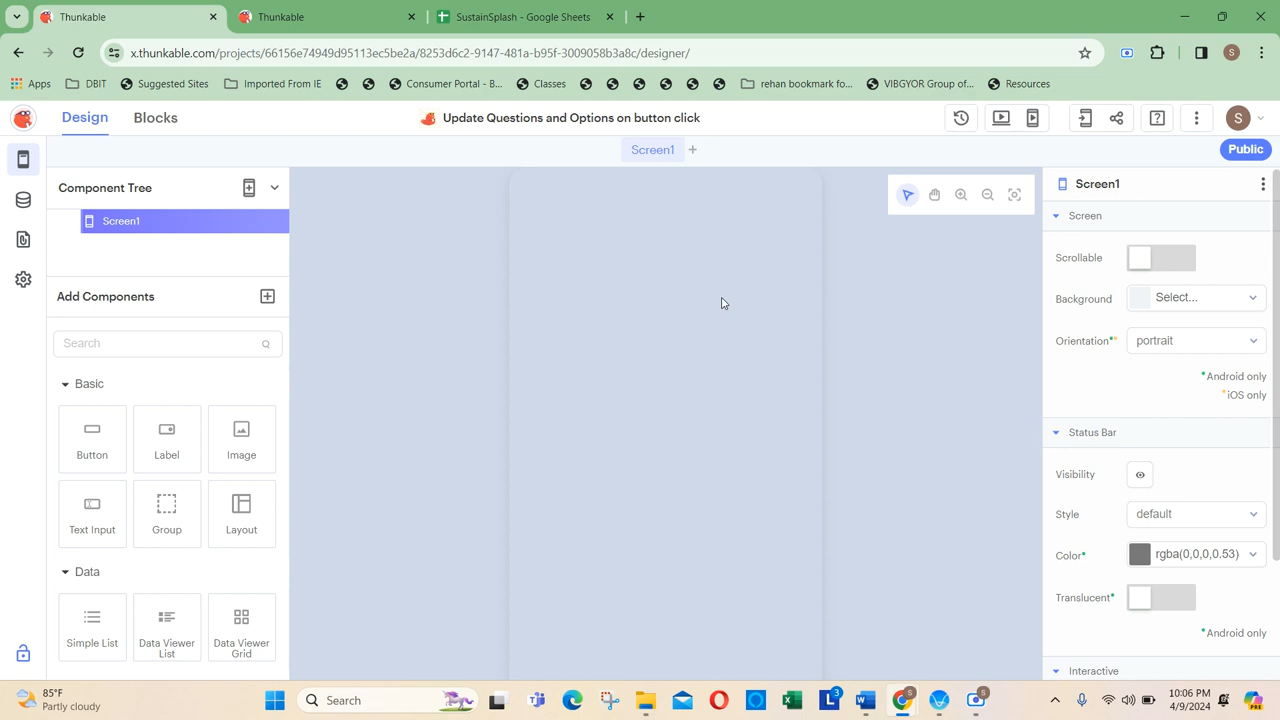 Thunkable
Thunkable
SustainSplash - Google Sheets
x.thunkable.com/projects/66156e74949d95113ec5be2a/8253d6c2-9147-481a-b95f-3009058b3a8c/designer/
S
Apps
DBIT
Suggested Sites
Imported From IE
Consumer Portal - B...
Classes
rehan bookmark fo...
VIBGYOR Group of...
Resources
Design
Blocks
Update Questions and Options on button click
S
Screen1
Public
Component Tree
Screen1
Add Components
Search
Basic
Button
Label
Image
Text Input
Group
Layout
Data
Simple List
Data Viewer
List
Data Viewer
Grid
Screen1
Screen
Scrollable
Background
Select...
Orientation**
portrait
*Android only
*iOS only
Status Bar
Visibility
Style
default
Color*
rgba(0,0,0,0.53)
Translucent*
*Android only
Interactive
85°F
Partly cloudy
Search
3
S
S
10:06 PM
4/9/2024
PRE